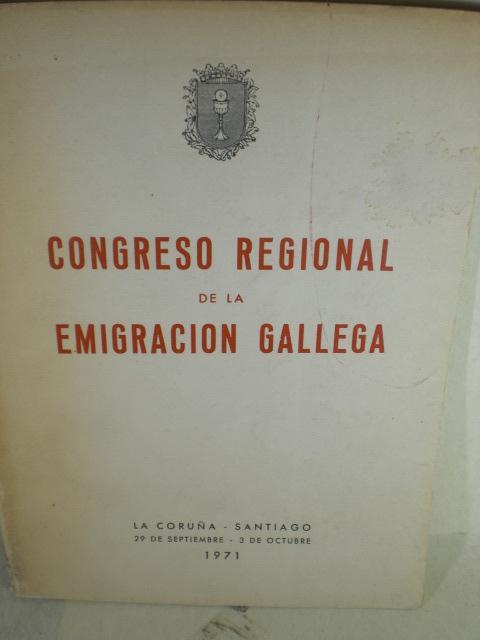 CONGRESO REGIONAL
DE LA
EMIGRACION GALLEGA
LA CORUÑA - SANTIAGO
29 DE SEPTIEMBRE - 3 DE OCTUBRE
1971